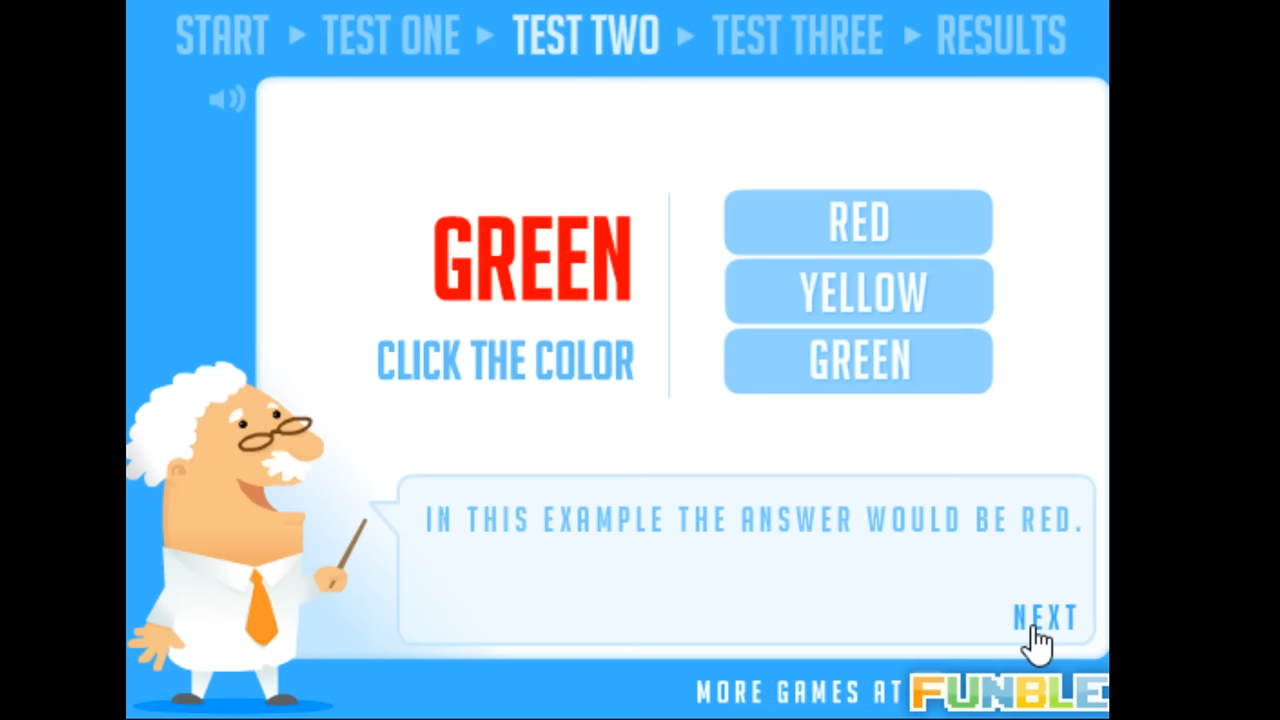 START ▶ TEST ONE ▶ TEST TWO ▶ TEST THREE ▶ RESULTS
GREEN
CLICK THE COLOR
RED
YELLOW
GREEN
IN THIS EXAMPLE THE ANSWER WOULD BE RED.
NEXT
MORE GAMES AT FUNBLE